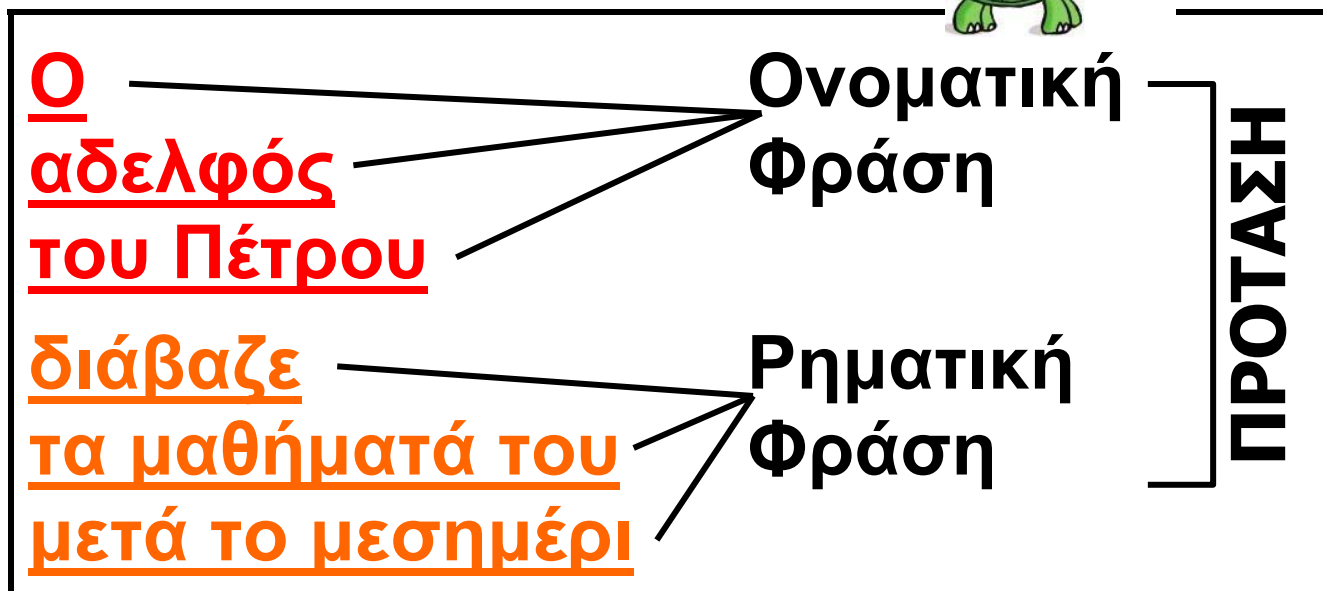 Ο
αδελφός
του Πέτρου
Ονοματική
Φράση
διάβαζε
τα μαθήματά του
μετά το μεσημέρι
Ρηματική
Φράση
ΠΡΟΤΑΣΗ